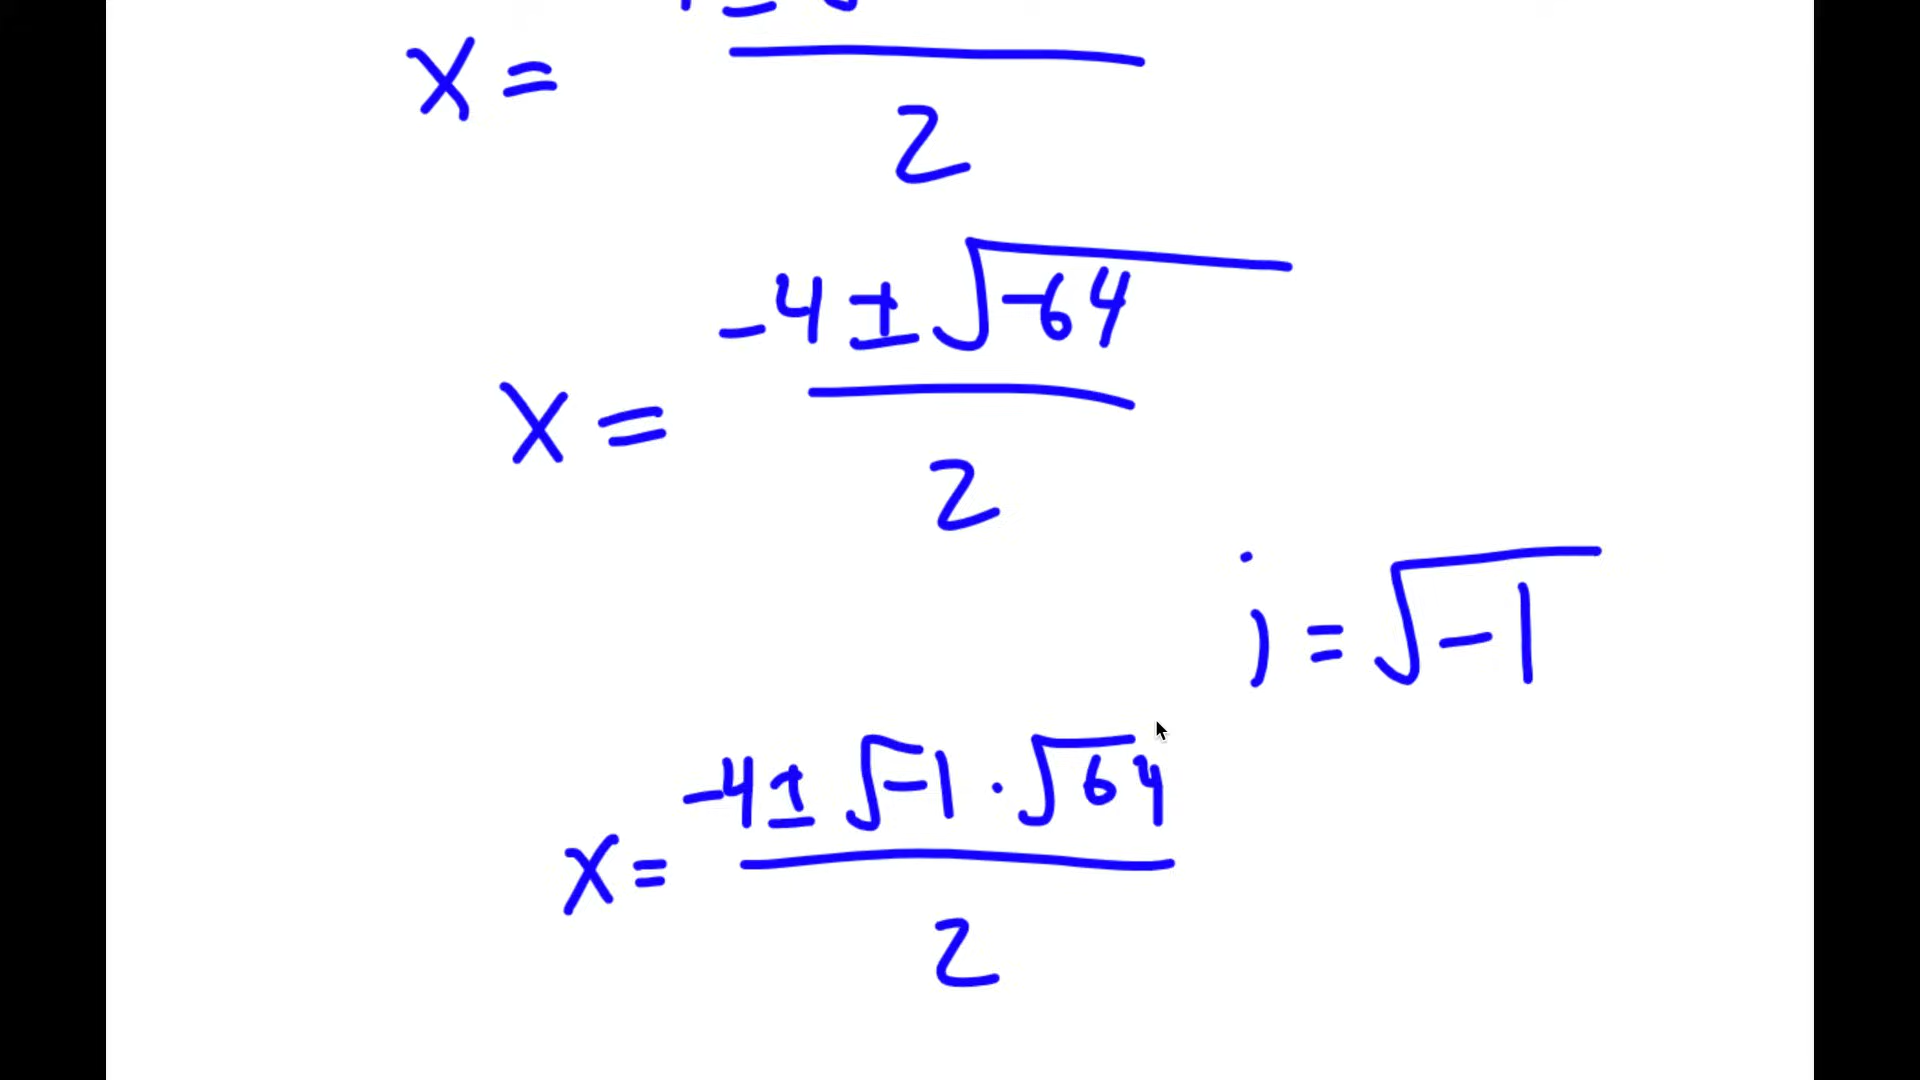 x = 
2
-4 ± √-64
x =
2
i = √-1
-4 ± √-1 · √64
x =
2